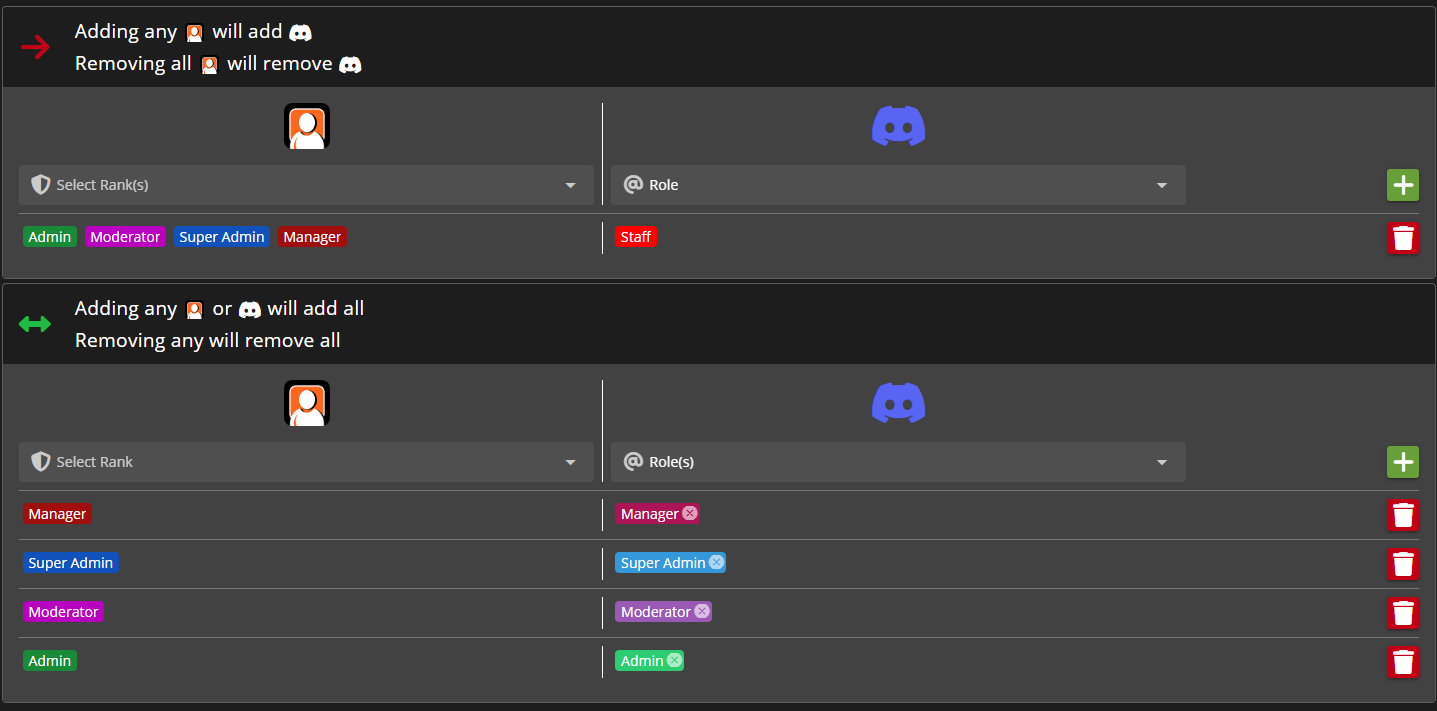 Adding any will add
Removing all will remove
Select Rank(s) @ Role
Admin Moderator Super Admin Manager Staff
Adding any or will add all
Removing any will remove all
Select Rank @ Role(s)
Manager Manager
Super Admin Super Admin
Moderator Moderator
Admin Admin